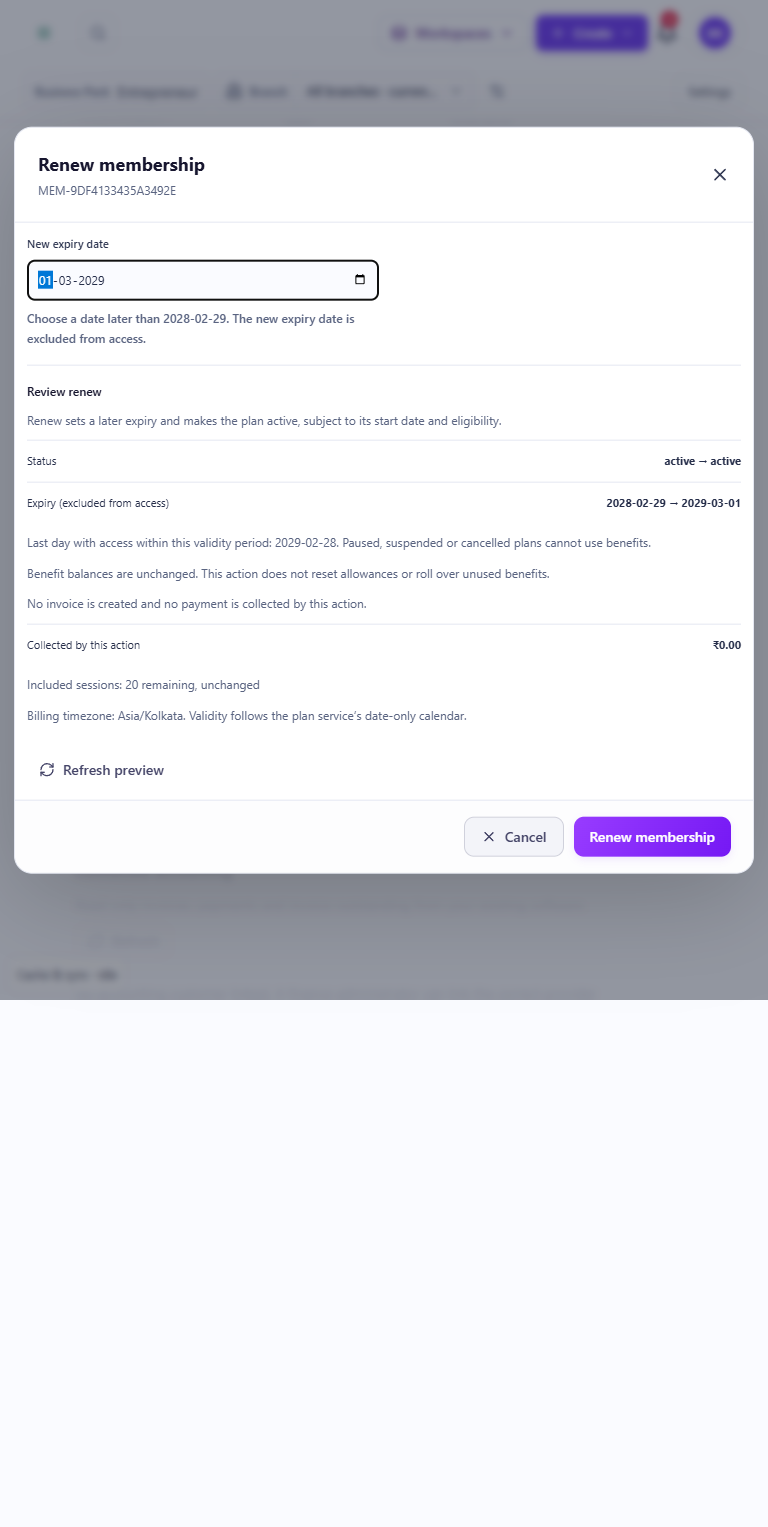 Renew membership
MEM-9DF4133435A3492E
New expiry date
01-03-2029
Choose a date later than 2028-02-29. The new expiry date is
excluded from access.
Review renew
Renew sets a later expiry and makes the plan active, subject to its start date and eligibility.
Status active → active
Expiry (excluded from access) 2028-02-29 → 2029-03-01
Last day with access within this validity period: 2029-02-28. Paused, suspended or cancelled plans cannot use benefits.
Benefit balances are unchanged. This action does not reset allowances or roll over unused benefits.
No invoice is created and no payment is collected by this action.
Collected by this action ₹0.00
Included sessions: 20 remaining, unchanged
Billing timezone: Asia/Kolkata. Validity follows the plan service's date-only calendar.
Refresh preview
Cancel Renew membership